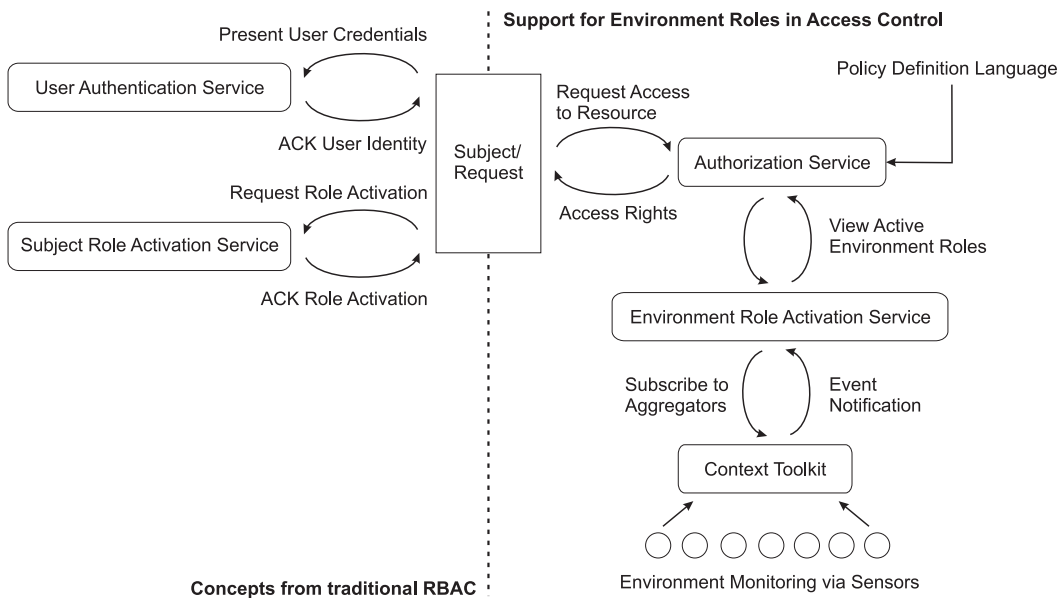 Support for Environment Roles in Access Control
Present User Credentials
User Authentication Service
ACK User Identity
Request Role Activation
Subject Role Activation Service
ACK Role Activation
Subject/
Request
Request Access
to Resource
Access Rights
Policy Definition Language
Authorization Service
View Active
Environment Roles
Environment Role Activation Service
Subscribe to
Aggregators
Event
Notification
Context Toolkit
Environment Monitoring via Sensors
Concepts from traditional RBAC